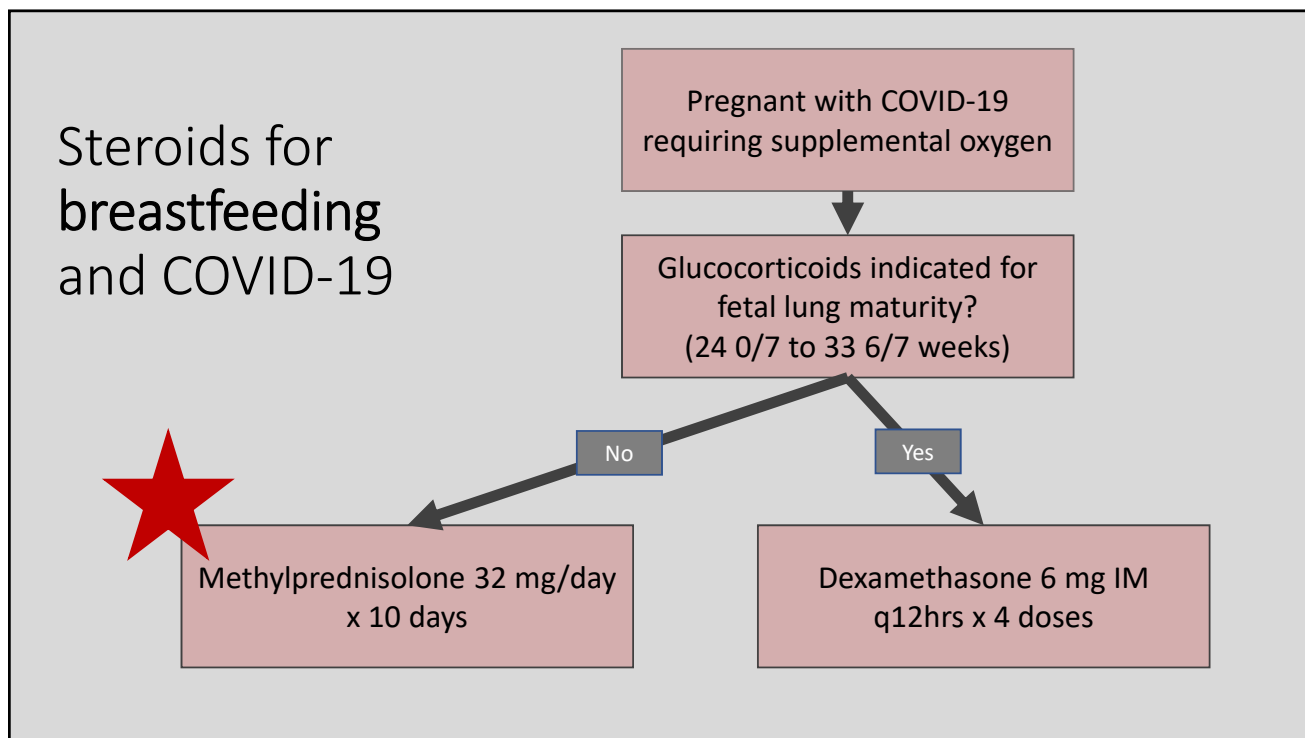 Steroids for
breastfeeding
and COVID-19
Pregnant with COVID-19
requiring supplemental oxygen
Glucocorticoids indicated for
fetal lung maturity?
(24 0/7 to 33 6/7 weeks)
No
Yes
Methylprednisolone 32 mg/day
x 10 days
Dexamethasone 6 mg IM
q12hrs x 4 doses